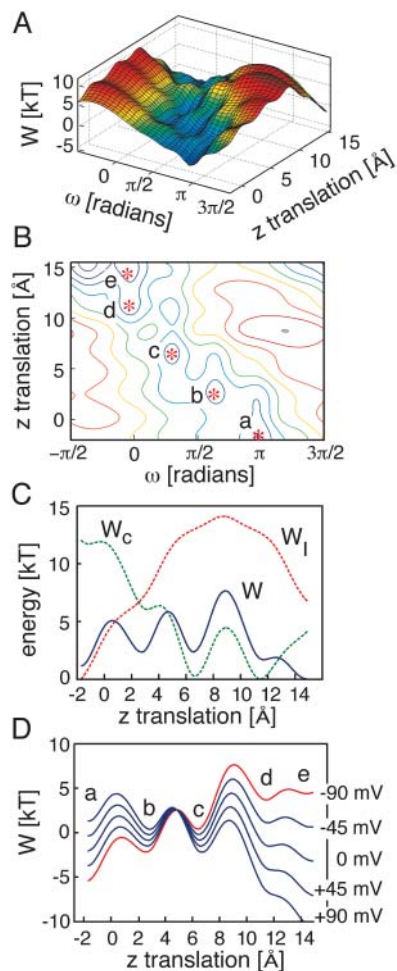 A
W [kT]
10
5
0
-5
0
π/2
π
3π/2
ω [radians]
0
5
10
15
z translation [Å]
B
z translation [Å]
15
10
5
0
e
d
c
b
a
−π/2
0
π/2
π
3π/2
ω [radians]
C
energy [kT]
15
10
5
0
W_C
W_I
W
-2 0 2 4 6 8 10 12 14
z translation [Å]
D
W [kT]
10
5
0
-5
-10
a
b
c
d
e
-90 mV
-45 mV
0 mV
+45 mV
+90 mV
-2 0 2 4 6 8 10 12 14
z translation [Å]